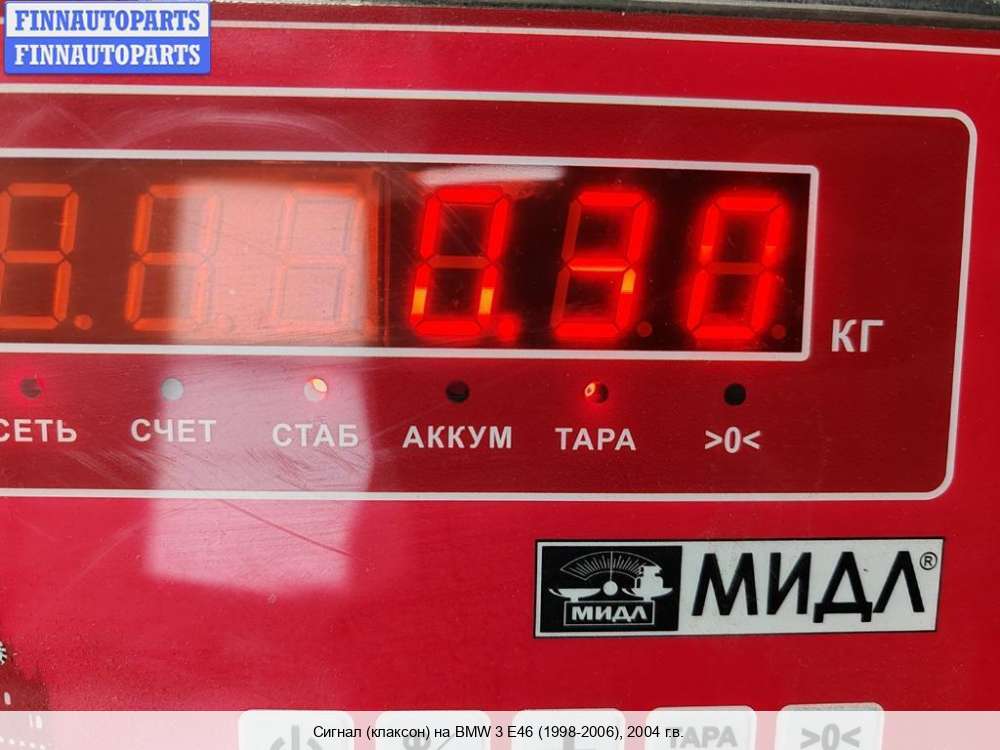 FINNAUTOPARTS
FINNAUTOPARTS
0.30
КГ
СЕТЬ СЧЕТ СТАБ АККУМ ТАРА >0<
МИДЛ МИДЛ®
ТАРА >0<
Сигнал (клаксон) на BMW 3 E46 (1998-2006), 2004 г.в.